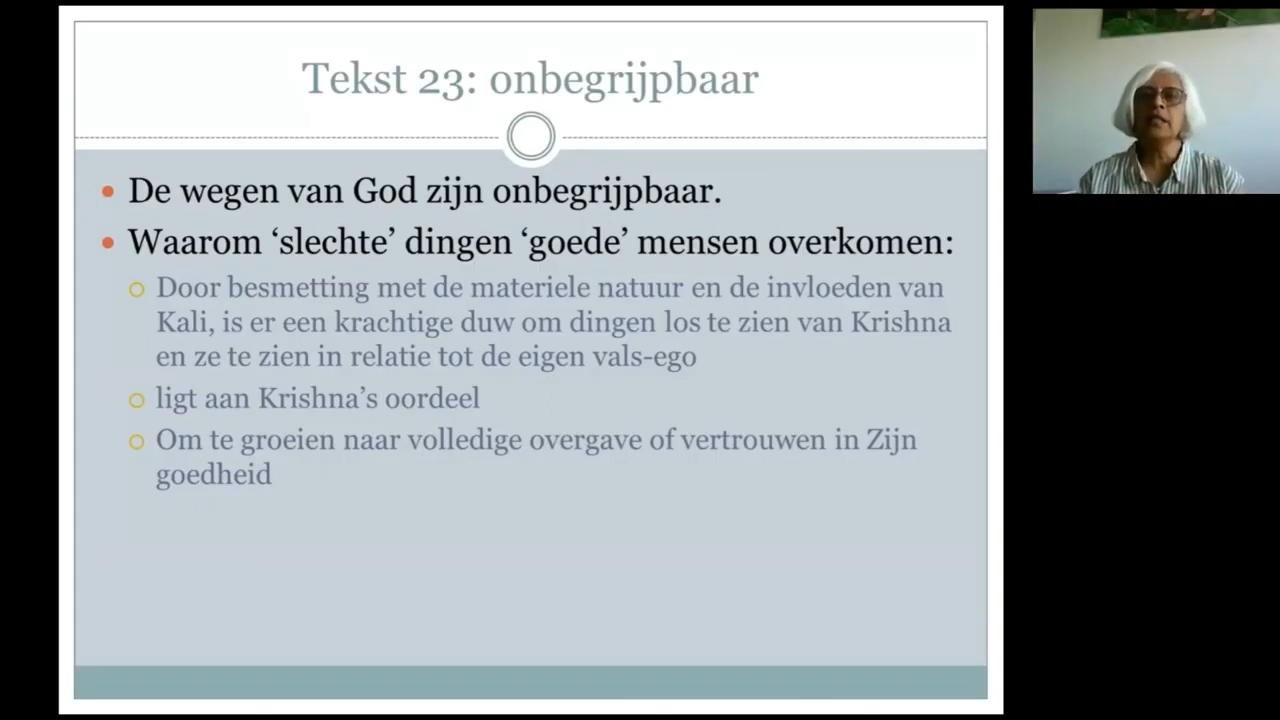 Tekst 23: onbegrijpbaar
De wegen van God zijn onbegrijpbaar.
Waarom ‘slechte’ dingen ‘goede’ mensen overkomen:
Door besmetting met de materiele natuur en de invloeden van
Kali, is er een krachtige duw om dingen los te zien van Krishna
en ze te zien in relatie tot de eigen vals-ego
ligt aan Krishna’s oordeel
Om te groeien naar volledige overgave of vertrouwen in Zijn
goedheid